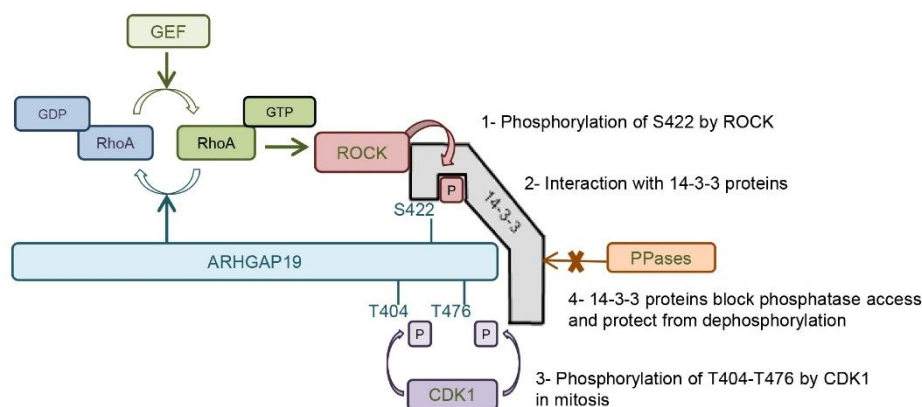 GEF
GDP
RhoA
RhoA
GTP
ROCK
1- Phosphorylation of S422 by ROCK
P
2- Interaction with 14-3-3 proteins
14-3-3
S422
ARHGAP19
PPases
T404
T476
4- 14-3-3 proteins block phosphatase access
and protect from dephosphorylation
P
P
CDK1
3- Phosphorylation of T404-T476 by CDK1
in mitosis